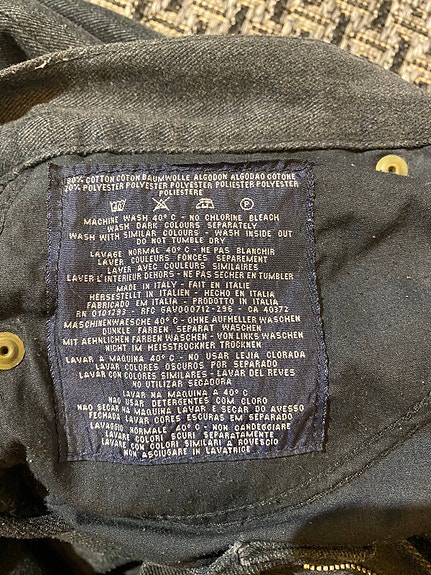 80% COTTON COTON BAUMWOLLE ALGODON ALGODAO COTONE
20% POLYESTER POLYESTER POLYESTER POLIESTER POLYESTER
POLIESTERE
40 P
MACHINE WASH 40° C - NO CHLORINE BLEACH
WASH DARK COLOURS SEPARATELY
WASH WITH SIMILAR COLOURS - WASH INSIDE OUT
DO NOT TUMBLE DRY
LAVAGE NORMAL 40° C - NE PAS BLANCHIR
LAVER COULEURS FONCES SEPAREMENT
LAVER AVEC COULEURS SIMILAIRES
LAVER L'INTERIEUR DEHORS - NE PAS SECHER EN TUMBLER
MADE IN ITALY - FAIT EN ITALIE
HERSESTELLT IN ITALIEN - HECHO EN ITALIA
FABRICADO EM ITALIA - PRODOTTO IN ITALIA
RN 0101293 - RFC GAV000712-296 - CA 40372
MASCHINENWAESCHE 40° C - OHNE AUFHELLER WASCHEN
DUNKLE FARBEN SEPARAT WASCHEN
MIT AEHNLICHEN FARBEN WASCHEN - VON LINKS WASCHEN
NICHT IM HEISSTROCKNER TROCKNEN
LAVAR A MAQUINA 40° C - NO USAR LEJIA CLORADA
LAVAR COLORES OSCUROS POR SEPARADO
LAVAR CON COLORES SIMILARES - LAVAR DEL REVES
NO UTILIZAR SECADORA
LAVAR NA MAQUINA A 40° C
NAO USAR DETERGENTES COM CLORO
NAO SECAR NA MAQUINA LAVAR E SECAR DO AVESSO
FECHADA LAVAR CORES ESCURAS EM SEPARADO
LAVAGGIO NORMALE 40° C - NON CANDEGGIARE
LAVARE COLORI SCURI SEPARATAMENTE
LAVARE CON COLORI SIMILARI A ROVESCIO
NON ASCIUGARE IN LAVATRICE